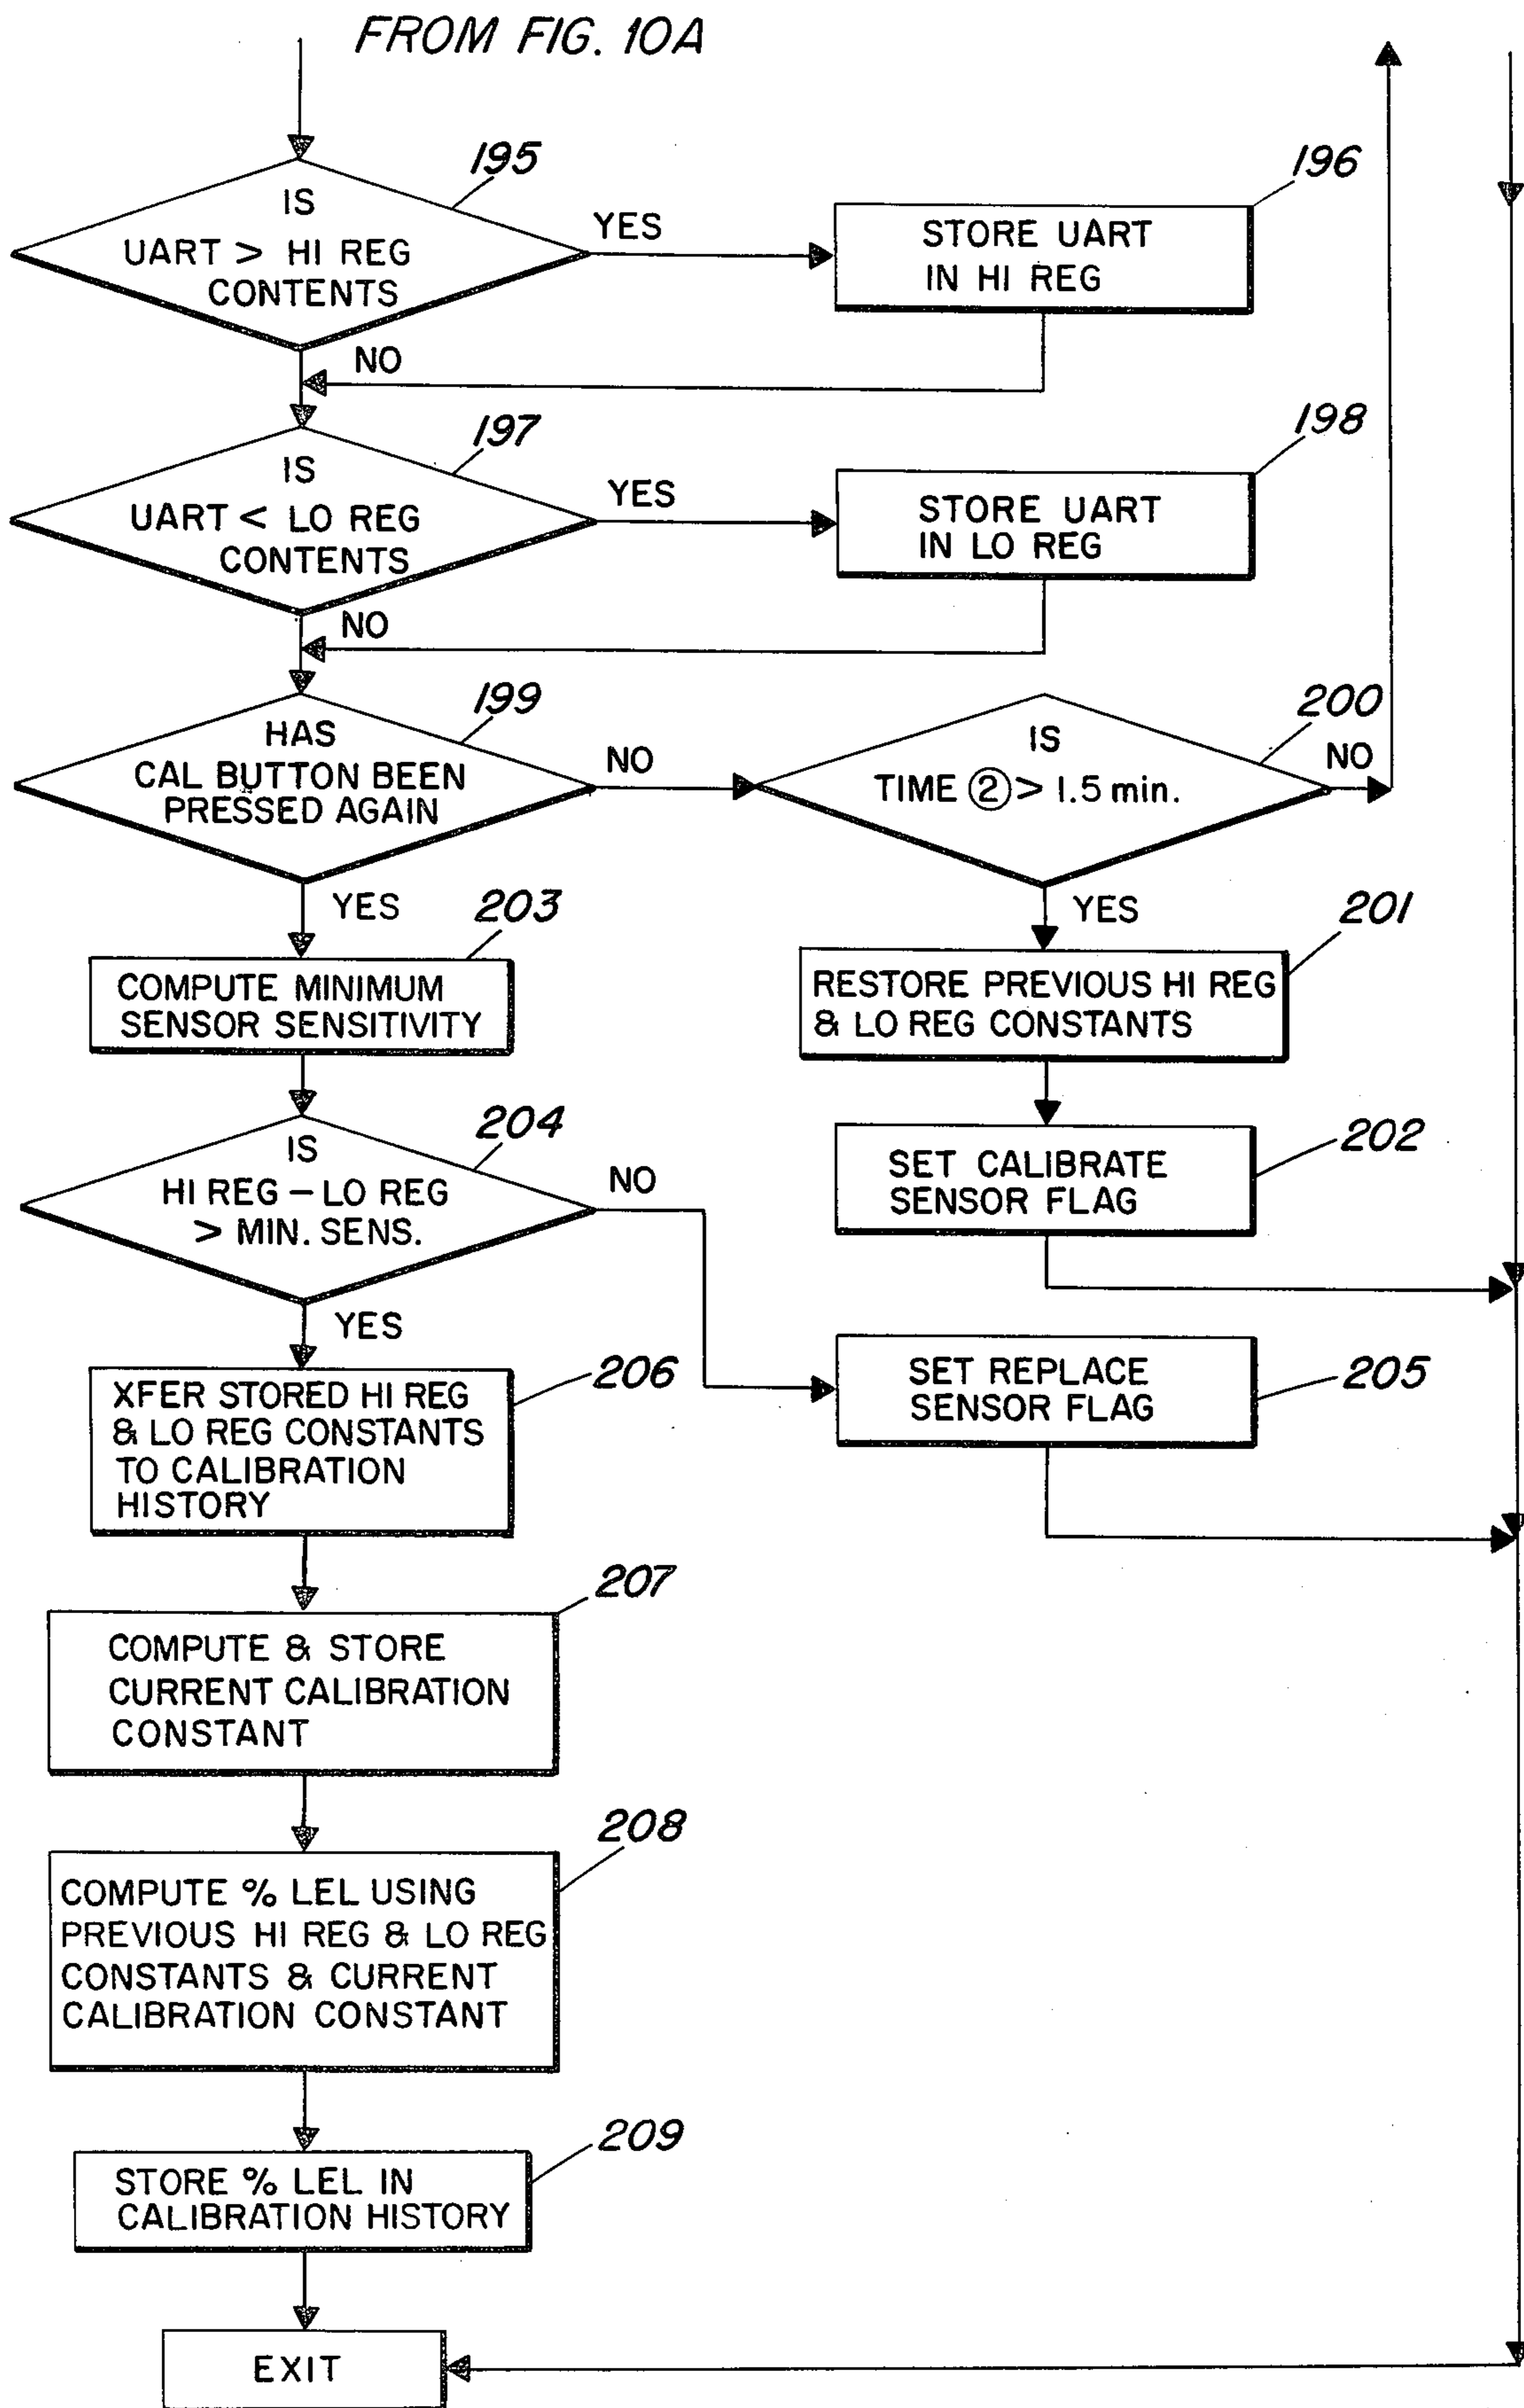 FROM FIG. 10A
195
IS
UART > HI REG
CONTENTS
YES
196
STORE UART
IN HI REG
NO
197
IS
UART < LO REG
CONTENTS
YES
198
STORE UART
IN LO REG
NO
199
HAS
CAL BUTTON BEEN
PRESSED AGAIN
NO
200
IS
TIME ② > 1.5 min.
NO
YES
203
COMPUTE MINIMUM
SENSOR SENSITIVITY
YES
201
RESTORE PREVIOUS HI REG
& LO REG CONSTANTS
204
IS
HI REG – LO REG
> MIN. SENS.
NO
202
SET CALIBRATE
SENSOR FLAG
YES
206
XFER STORED HI REG
& LO REG CONSTANTS
TO CALIBRATION
HISTORY
205
SET REPLACE
SENSOR FLAG
207
COMPUTE & STORE
CURRENT CALIBRATION
CONSTANT
208
COMPUTE % LEL USING
PREVIOUS HI REG & LO REG
CONSTANTS & CURRENT
CALIBRATION CONSTANT
209
STORE % LEL IN
CALIBRATION HISTORY
EXIT